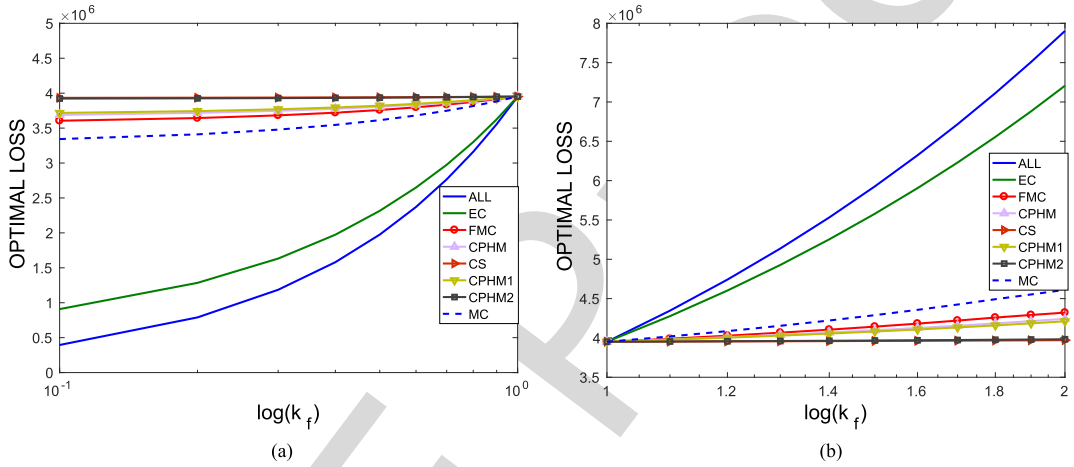 ×10^6
5
4.5
4
3.5
3
2.5
2
1.5
1
0.5
0
OPTIMAL LOSS
10^-1
10^0
log(k_f)
ALL
EC
FMC
CPHM
CS
CPHM1
CPHM2
MC
(a)
×10^6
8
7.5
7
6.5
6
5.5
5
4.5
4
3.5
OPTIMAL LOSS
1
1.2
1.4
1.6
1.8
2
log(k_f)
ALL
EC
FMC
CPHM
CS
CPHM1
CPHM2
MC
(b)